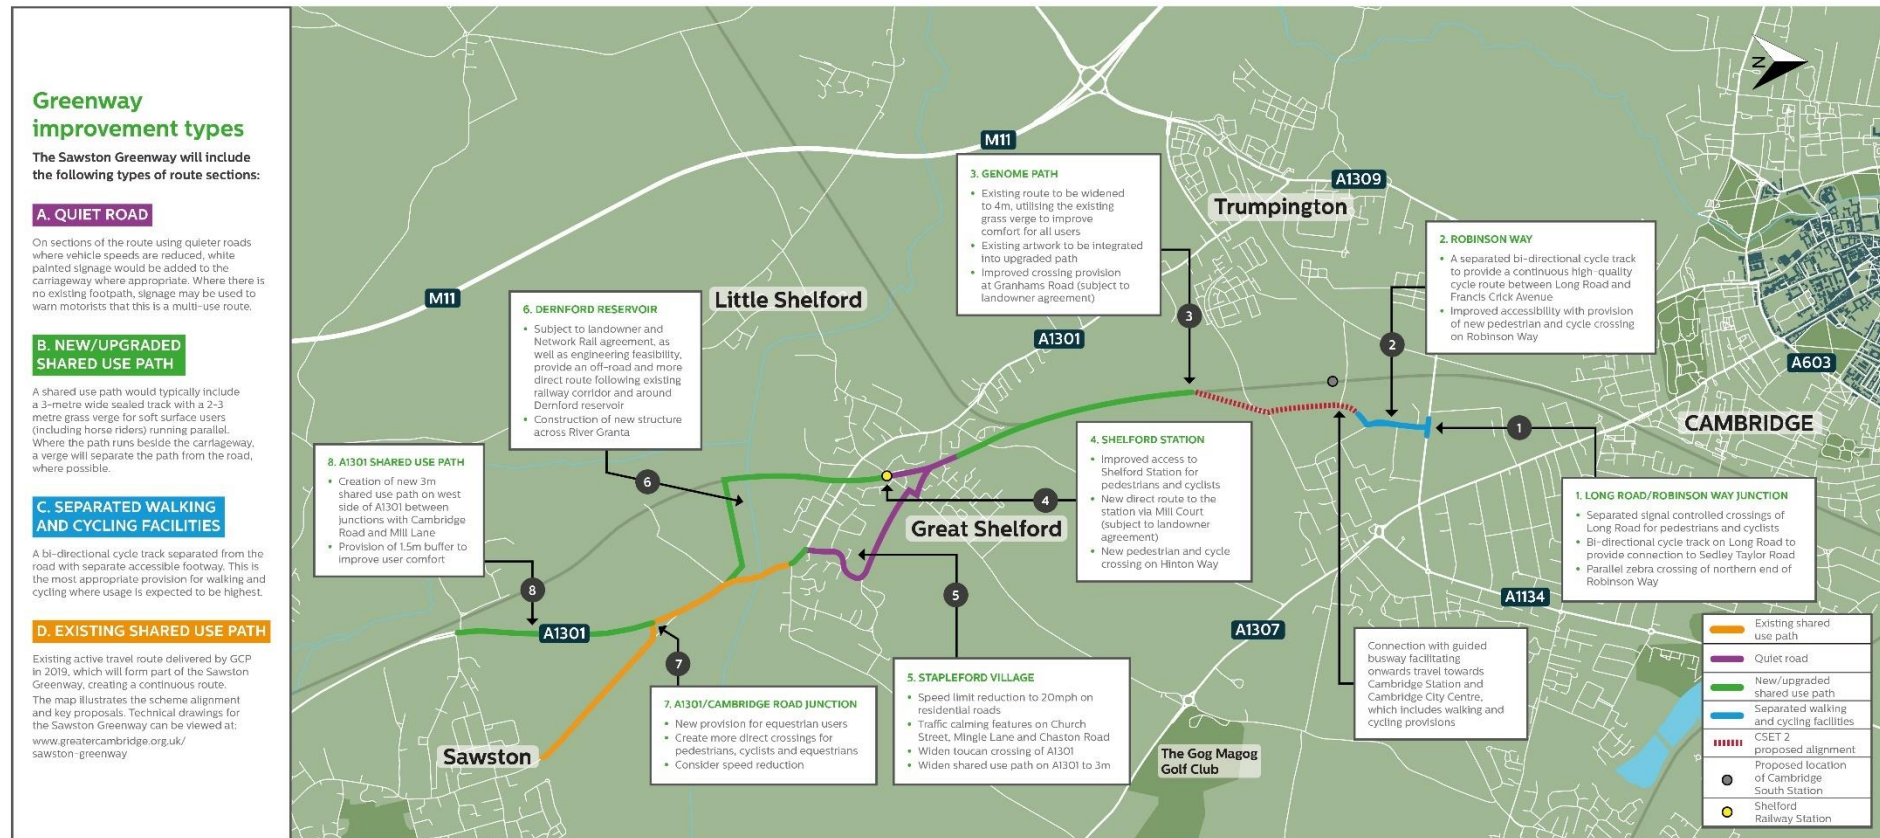 Greenway
improvement types
The Sawston Greenway will include
the following types of route sections:
A. QUIET ROAD
On sections of the route using quieter roads
where vehicle speeds are reduced, white
painted signage would be added to the
carriageway where appropriate. Where there is
no existing footpath, signage may be used to
warn motorists that this is a multi-use route.
B. NEW/UPGRADED
SHARED USE PATH
A shared use path would typically include
a 3-metre wide sealed track with a 2-3
metre grass verge for soft surface users
(including horse riders) running parallel.
Where the path runs beside the carriageway,
a verge will separate the path from the road,
where possible.
C. SEPARATED WALKING
AND CYCLING FACILITIES
A bi-directional cycle track separated from the
road with separate accessible footway. This is
the most appropriate provision for walking and
cycling where usage is expected to be highest.
D. EXISTING SHARED USE PATH
Existing active travel route delivered by GCP
in 2019, which will form part of the Sawston
Greenway, creating a continuous route.
The map illustrates the scheme alignment
and key proposals. Technical drawings for
the Sawston Greenway can be viewed at:
www.greatercambridge.org.uk/
sawston-greenway
N
M11
M11
A1309
Trumpington
Little Shelford
A1301
A603
CAMBRIDGE
Great Shelford
A1134
A1307
A1301
Sawston
The Gog Magog
Golf Club
3. GENOME PATH
• Existing route to be widened
to 4m, utilising the existing
grass verge to improve
comfort for all users
• Existing artwork to be integrated
into upgraded path
• Improved crossing provision
at Granhams Road (subject to
landowner agreement)
3
2. ROBINSON WAY
• A separated bi-directional cycle track
to provide a continuous high-quality
cycle route between Long Road and
Francis Crick Avenue
• Improved accessibility with provision
of new pedestrian and cycle crossing
on Robinson Way
2
6. DERNFORD RESERVOIR
• Subject to landowner and
Network Rail agreement, as
well as engineering feasibility,
provide an off-road and more
direct route following existing
railway corridor and around
Dernford reservoir
• Construction of new structure
across River Granta
6
8. A1301 SHARED USE PATH
• Creation of new 3m
shared use path on west
side of A1301 between
junctions with Cambridge
Road and Mill Lane
• Provision of 1.5m buffer to
improve user comfort
8
4. SHELFORD STATION
• Improved access to
Shelford Station for
pedestrians and cyclists
• New direct route to the
station via Mill Court
(subject to landowner
agreement)
• New pedestrian and cycle
crossing on Hinton Way
4
1
1. LONG ROAD/ROBINSON WAY JUNCTION
• Separated signal controlled crossings of
Long Road for pedestrians and cyclists
• Bi-directional cycle track on Long Road to
provide connection to Sedley Taylor Road
• Parallel zebra crossing of northern end of
Robinson Way
5
5. STAPLEFORD VILLAGE
• Speed limit reduction to 20mph on
residential roads
• Traffic calming features on Church
Street, Mingle Lane and Chaston Road
• Widen toucan crossing of A1301
• Widen shared use path on A1301 to 3m
7
7. A1301/CAMBRIDGE ROAD JUNCTION
• New provision for equestrian users
• Create more direct crossings for
pedestrians, cyclists and equestrians
• Consider speed reduction
Connection with guided
busway facilitating
onwards travel towards
Cambridge Station and
Cambridge City Centre,
which includes walking and
cycling provisions
Existing shared
use path
Quiet road
New/upgraded
shared use path
Separated walking
and cycling facilities
CSET 2
proposed alignment
Proposed location
of Cambridge
South Station
Shelford
Railway Station